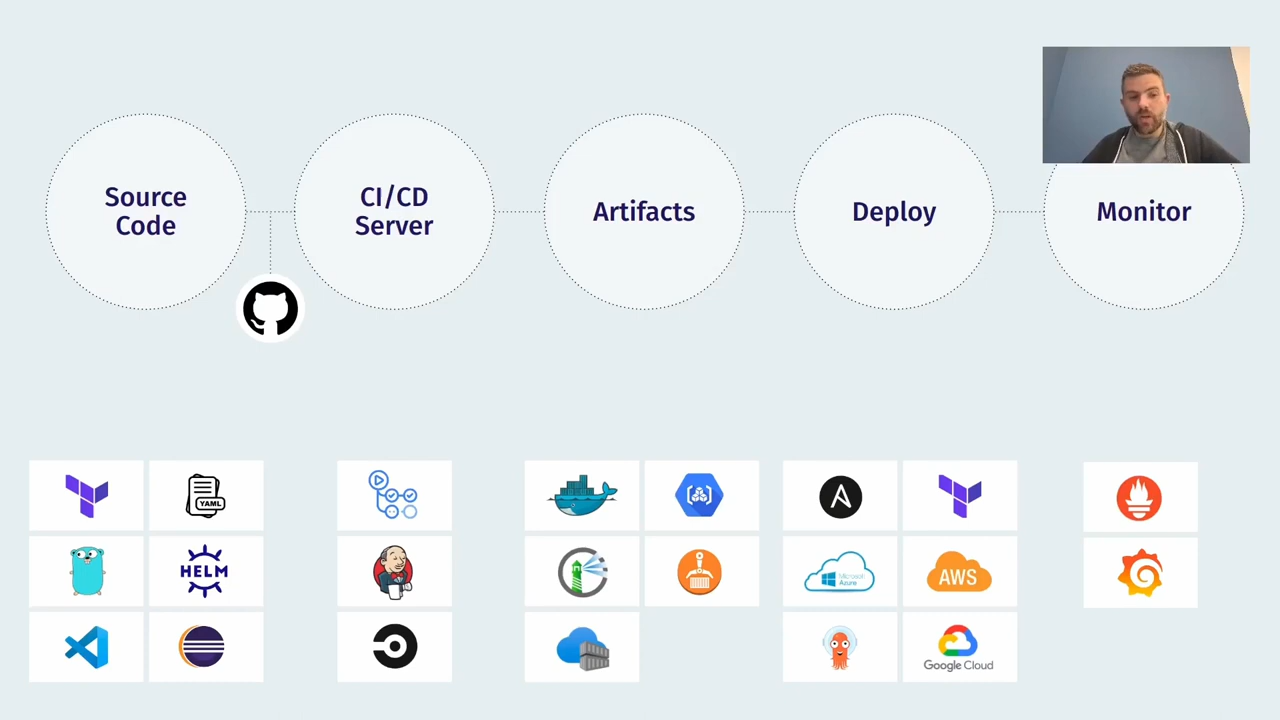 Source
Code
CI/CD
Server
Artifacts
Deploy
Monitor
YAML
HELM
Microsoft
Azure
AWS
Google Cloud